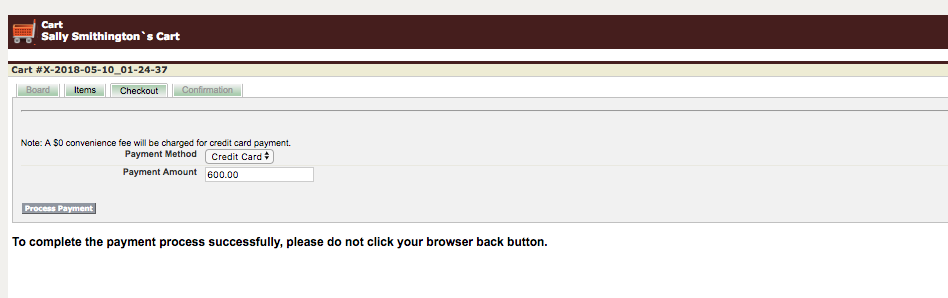 Cart
Sally Smithington`s Cart
Cart #X-2018-05-10_01-24-37
Board Items Checkout Confirmation
Note: A $0 convenience fee will be charged for credit card payment.
Payment Method Credit Card
Payment Amount 600.00
Process Payment
To complete the payment process successfully, please do not click your browser back button.